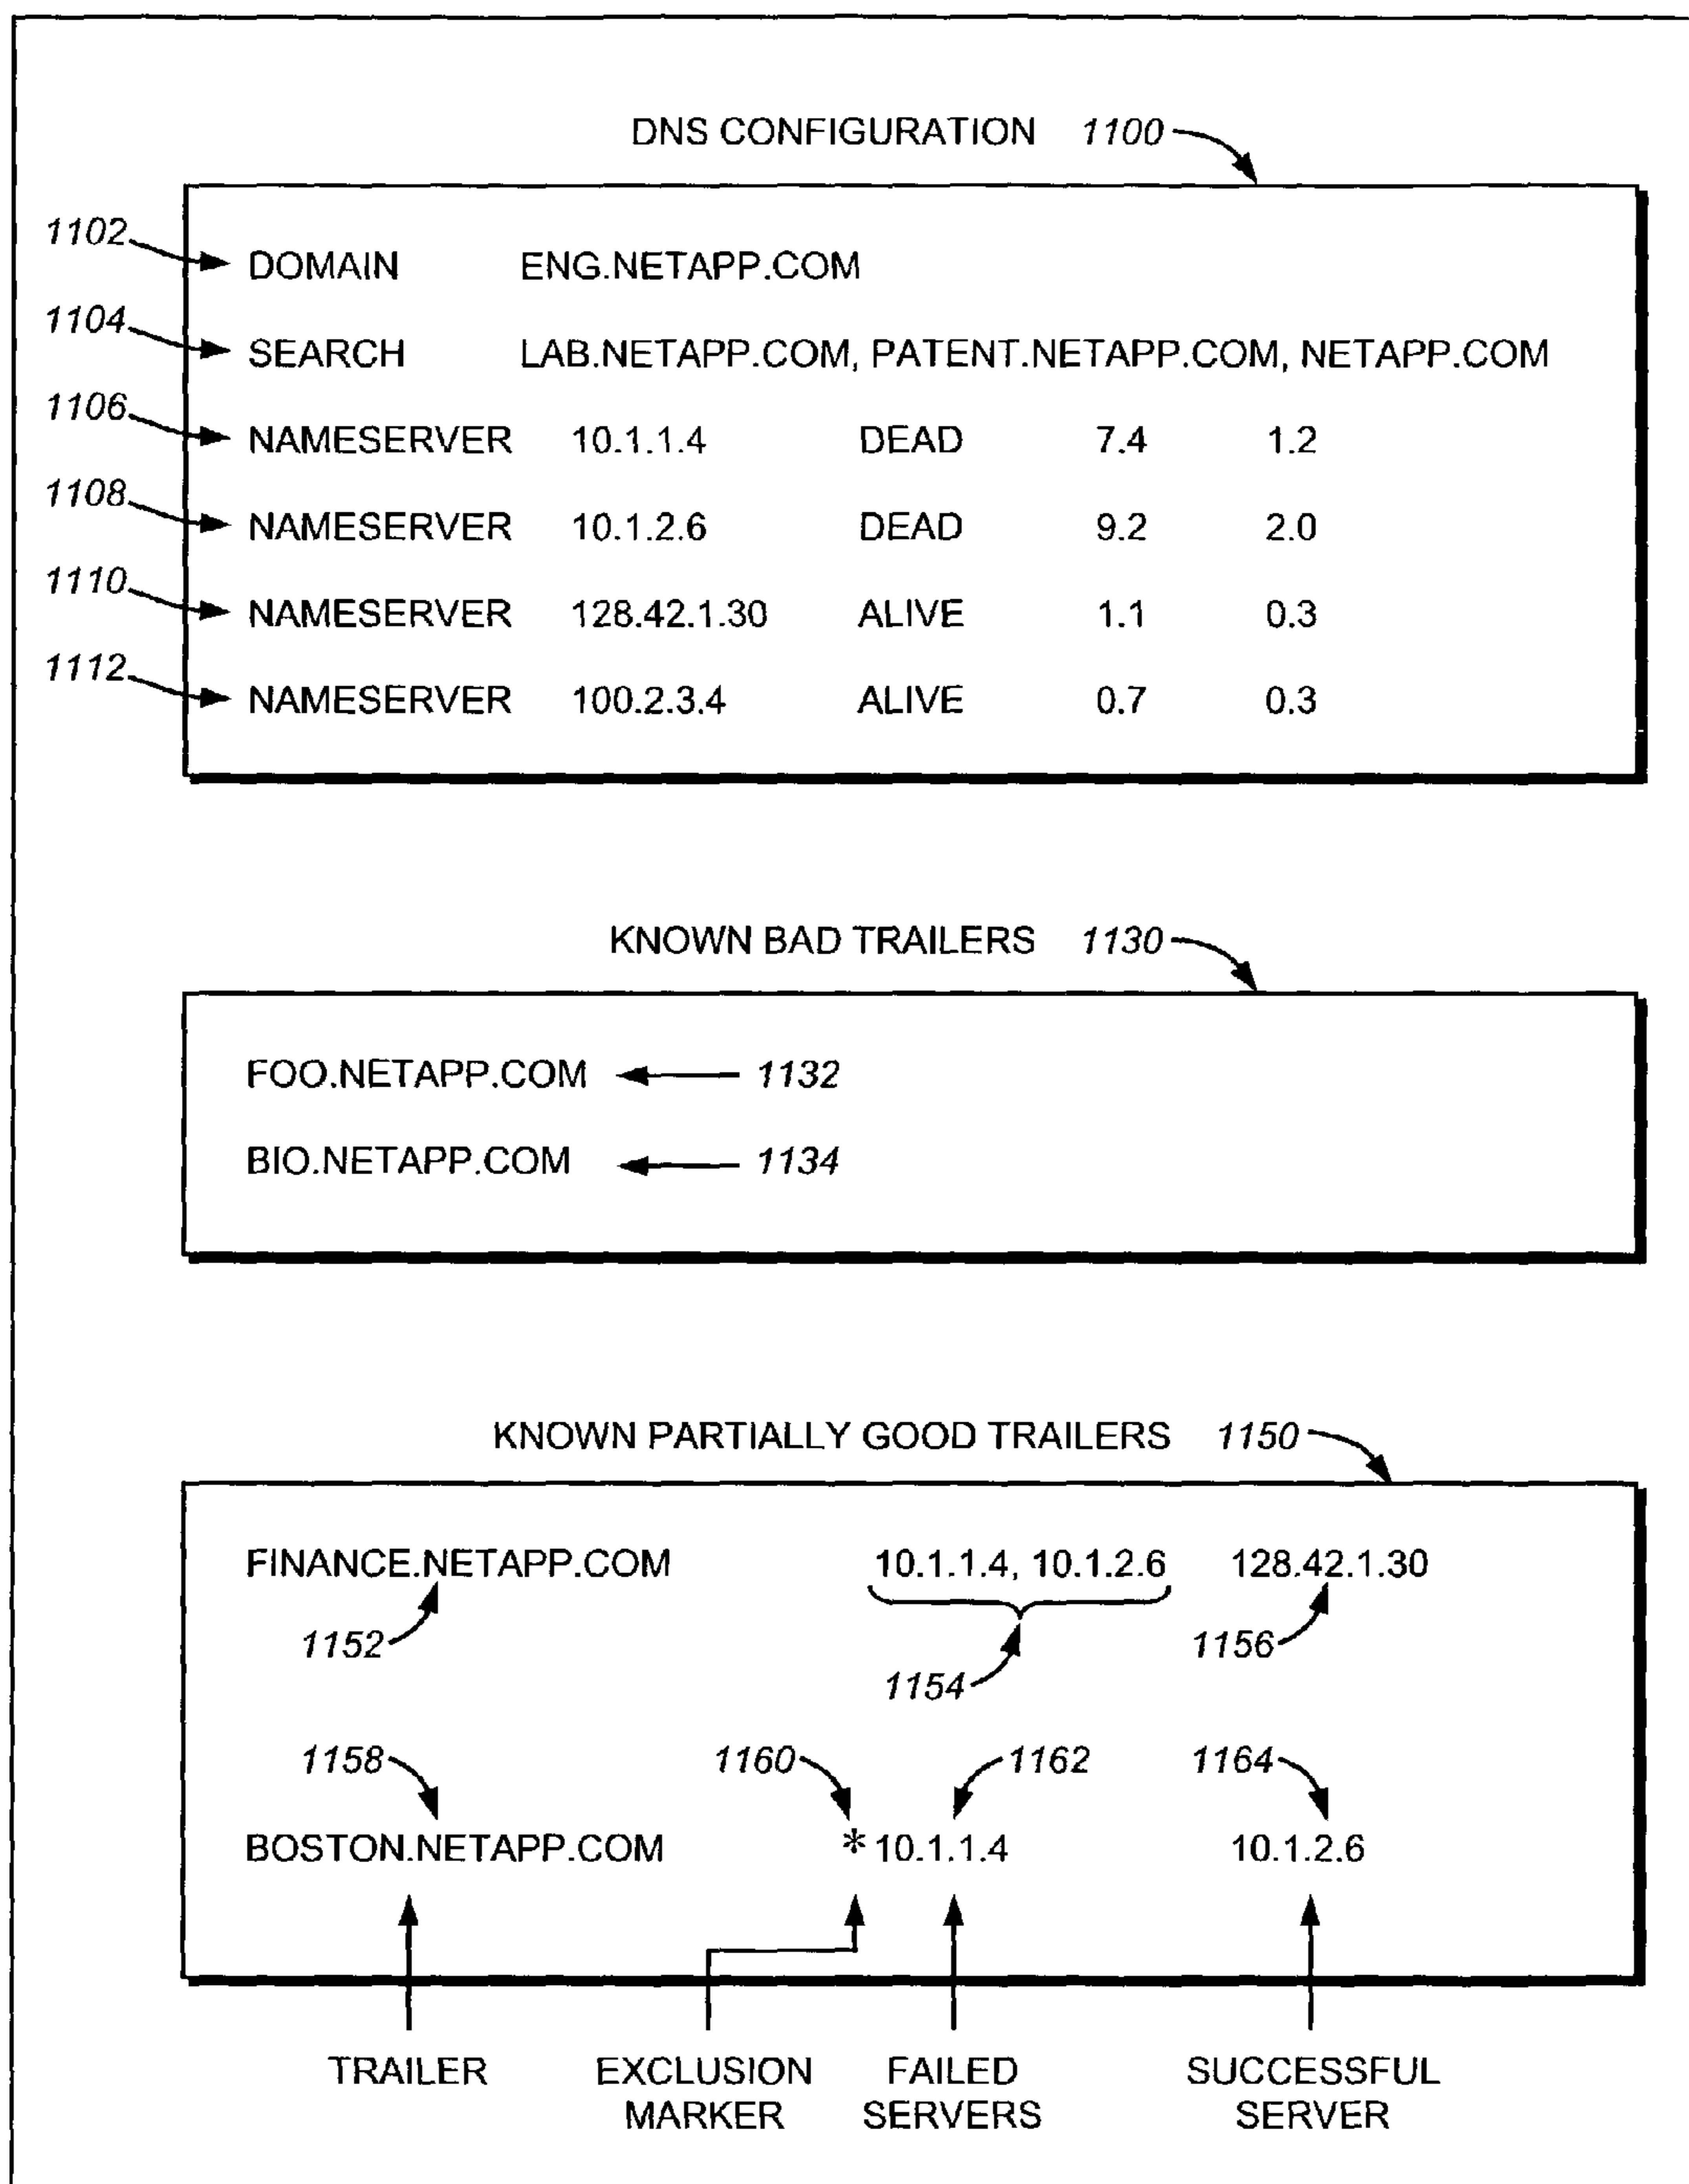 DNS CONFIGURATION 1100
1102
DOMAIN ENG.NETAPP.COM
1104
SEARCH LAB.NETAPP.COM, PATENT.NETAPP.COM, NETAPP.COM
1106
NAMESERVER 10.1.1.4 DEAD 7.4 1.2
1108
NAMESERVER 10.1.2.6 DEAD 9.2 2.0
1110
NAMESERVER 128.42.1.30 ALIVE 1.1 0.3
1112
NAMESERVER 100.2.3.4 ALIVE 0.7 0.3
KNOWN BAD TRAILERS 1130
FOO.NETAPP.COM 1132
BIO.NETAPP.COM 1134
KNOWN PARTIALLY GOOD TRAILERS 1150
FINANCE.NETAPP.COM 10.1.1.4, 10.1.2.6 128.42.1.30
1152 1156
1154
1158 1160 1162 1164
BOSTON.NETAPP.COM *10.1.1.4 10.1.2.6
TRAILER EXCLUSION FAILED SUCCESSFUL
MARKER SERVERS SERVER